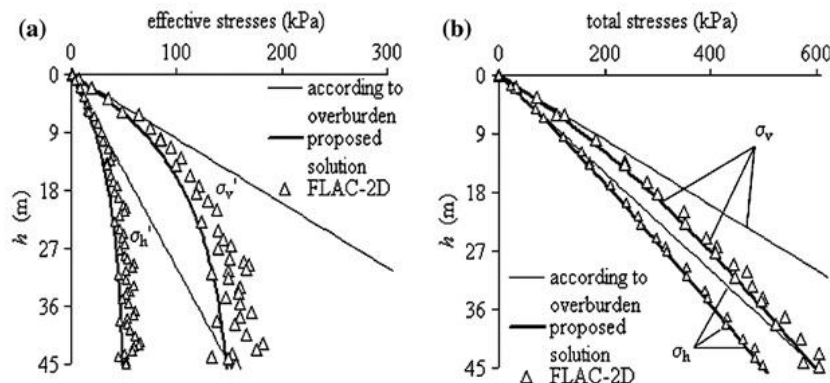 (a)
effective stresses (kPa)
0 100 200 300
0
9
18
27
36
45
h (m)
according to
overburden
proposed
solution
FLAC-2D
σv'
σh'
(b)
total stresses (kPa)
0 200 400 600
0
9
18
27
36
45
h (m)
σv
according to
overburden
proposed
solution
FLAC-2D
σh